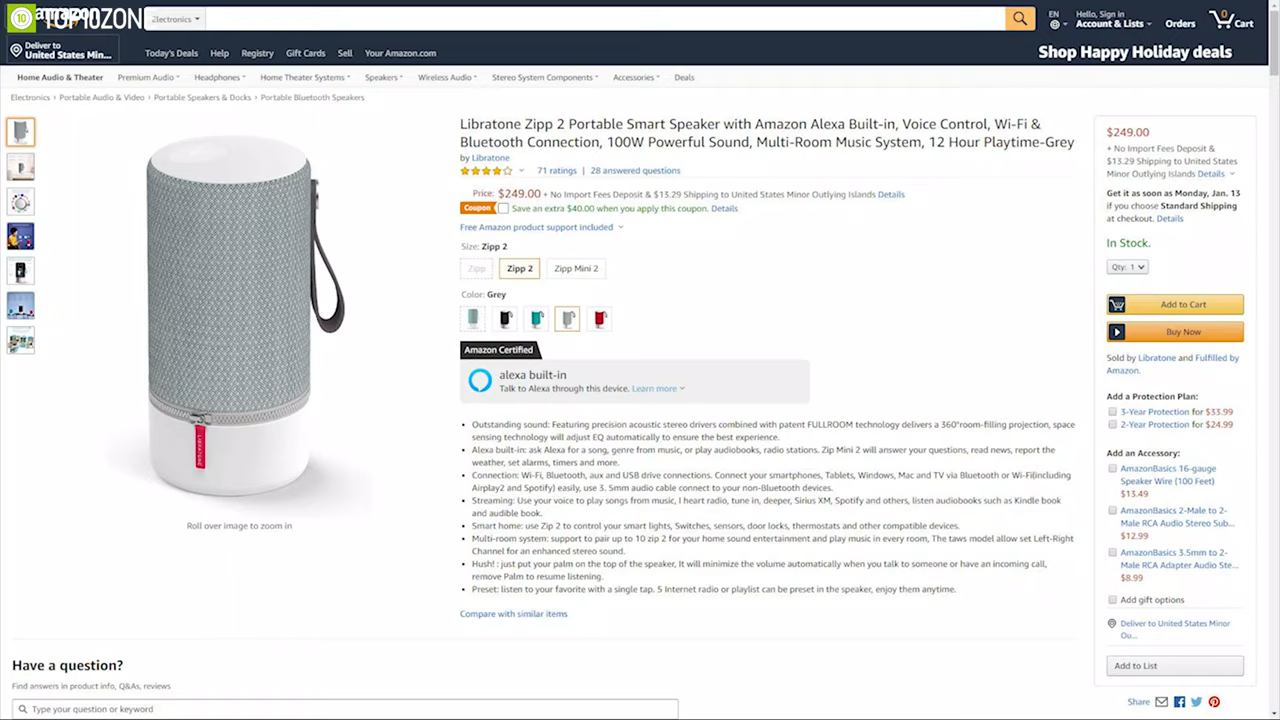 10 TOP10ZON
Electronics
EN
Hello, Sign in
Account & Lists
Orders
0
Cart
Deliver to
United States Min...
Today's Deals Help Registry Gift Cards Sell Your Amazon.com
Shop Happy Holiday deals
Home Audio & Theater Premium Audio Headphones Home Theater Systems Speakers Wireless Audio Stereo System Components Accessories Deals
Electronics › Portable Audio & Video › Portable Speakers & Docks › Portable Bluetooth Speakers
LIBRATONE
Roll over image to zoom in
Libratone Zipp 2 Portable Smart Speaker with Amazon Alexa Built-in, Voice Control, Wi-Fi &
Bluetooth Connection, 100W Powerful Sound, Multi-Room Music System, 12 Hour Playtime-Grey
by Libratone
71 ratings | 28 answered questions
Price: $249.00 + No Import Fees Deposit & $13.29 Shipping to United States Minor Outlying Islands Details
Coupon Save an extra $40.00 when you apply this coupon. Details
Free Amazon product support included
Size: Zipp 2
Zipp Zipp 2 Zipp Mini 2
Color: Grey
Amazon Certified
alexa built-in
Talk to Alexa through this device. Learn more
• Outstanding sound: Featuring precision acoustic stereo drivers combined with patent FULLROOM technology delivers a 360°room-filling projection, space
sensing technology will adjust EQ automatically to ensure the best experience.
• Alexa built-in: ask Alexa for a song, genre from music, or play audiobooks, radio stations. Zip Mini 2 will answer your questions, read news, report the
weather, set alarms, timers and more.
• Connection: Wi-Fi, Bluetooth, aux and USB drive connections. Connect your smartphones, Tablets, Windows, Mac and TV via Bluetooth or Wi-Fi(including
Airplay2 and Spotify) easily, use 3. 5mm audio cable connect to your non-Bluetooth devices.
• Streaming: Use your voice to play songs from music, I heart radio, tune in, deeper, Sirius XM, Spotify and others, listen audiobooks such as Kindle book
and audible book.
• Smart home: use Zip 2 to control your smart lights, Switches, sensors, door locks, thermostats and other compatible devices.
• Multi-room system: support to pair up to 10 zip 2 for your home sound entertainment and play music in every room, The taws model allow set Left-Right
Channel for an enhanced stereo sound.
• Hush! : just put your palm on the top of the speaker, It will minimize the volume automatically when you talk to someone or have an incoming call,
remove Palm to resume listening.
• Preset: listen to your favorite with a single tap. 5 Internet radio or playlist can be preset in the speaker, enjoy them anytime.
Compare with similar items
$249.00
+ No Import Fees Deposit &
$13.29 Shipping to United States
Minor Outlying Islands Details
Get it as soon as Monday, Jan. 13
if you choose Standard Shipping
at checkout. Details
In Stock.
Qty: 1
Add to Cart
Buy Now
Sold by Libratone and Fulfilled by
Amazon.
Add a Protection Plan:
3-Year Protection for $33.99
2-Year Protection for $24.99
Add an Accessory:
AmazonBasics 16-gauge
Speaker Wire (100 Feet)
$13.49
AmazonBasics 2-Male to 2-
Male RCA Audio Stereo Sub...
$12.99
AmazonBasics 3.5mm to 2-
Male RCA Adapter Audio Ste...
$8.99
Add gift options
Deliver to United States Minor
Ou...
Add to List
Share
Have a question?
Find answers in product info, Q&As, reviews
Type your question or keyword